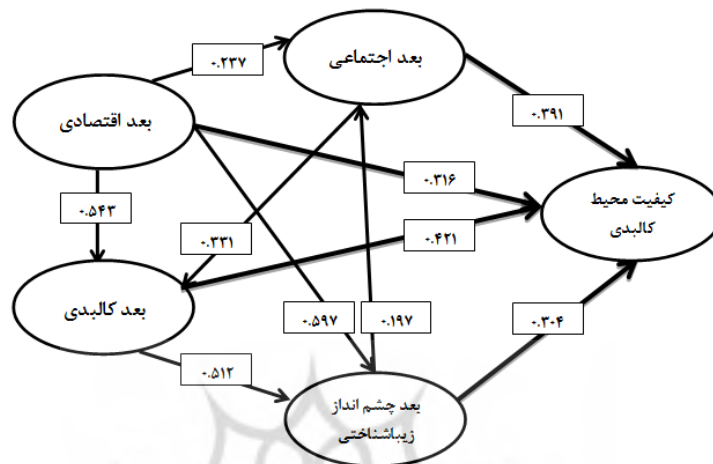 بعد اجتماعی
۰.۲۳۷
۰.۳۹۱
بعد اقتصادی
۰.۳۱۶
کیفیت محیط
کالبدی
۰.۵۴۳
۰.۳۳۱
۰.۴۲۱
بعد کالبدی
۰.۵۹۷
۰.۱۹۷
۰.۳۰۴
۰.۵۱۲
بعد چشم انداز
زیباشناختی